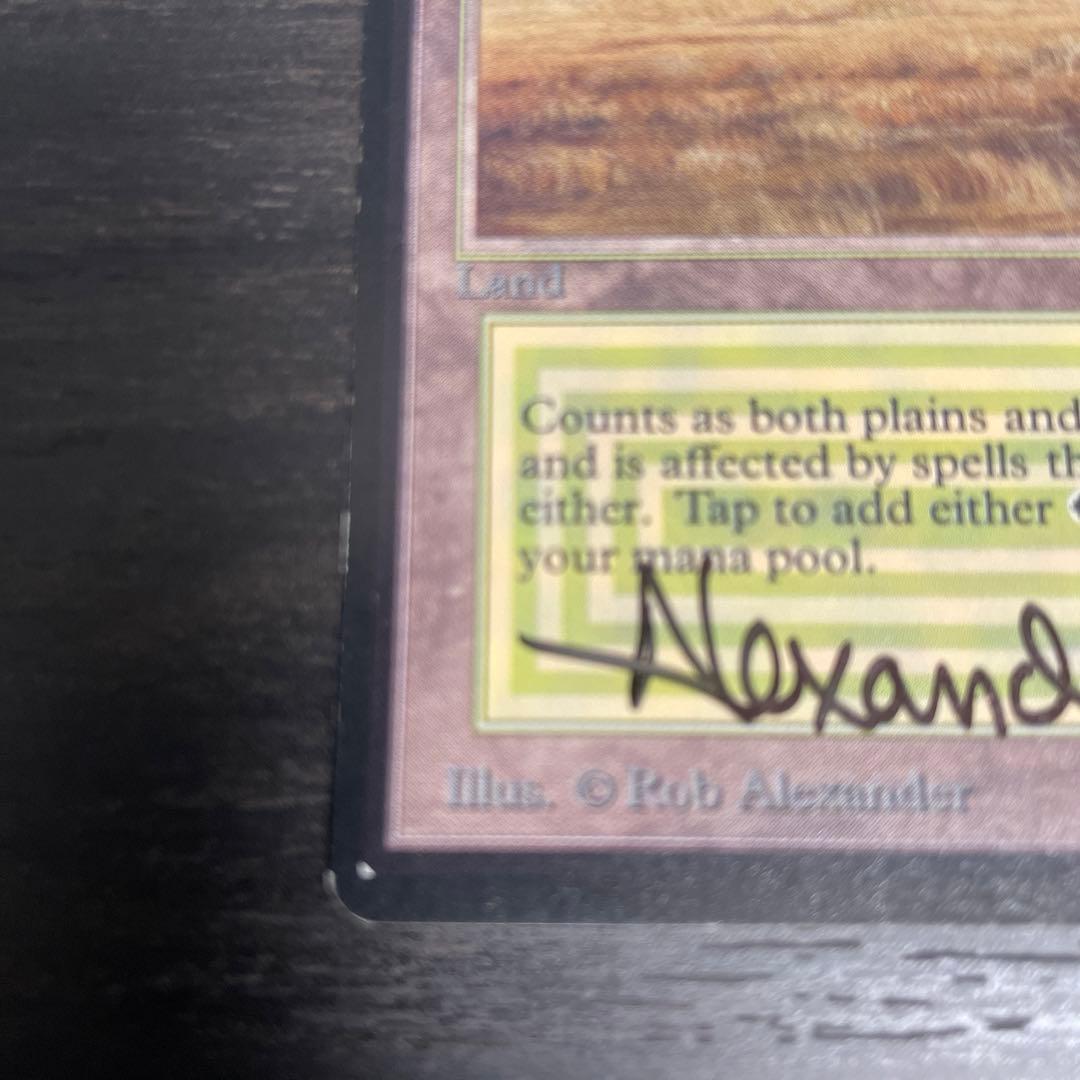 Land
Counts as both plains and
and is affected by spells th
either. Tap to add either
your mana pool.
Alexand
Illus. © Rob Alexander